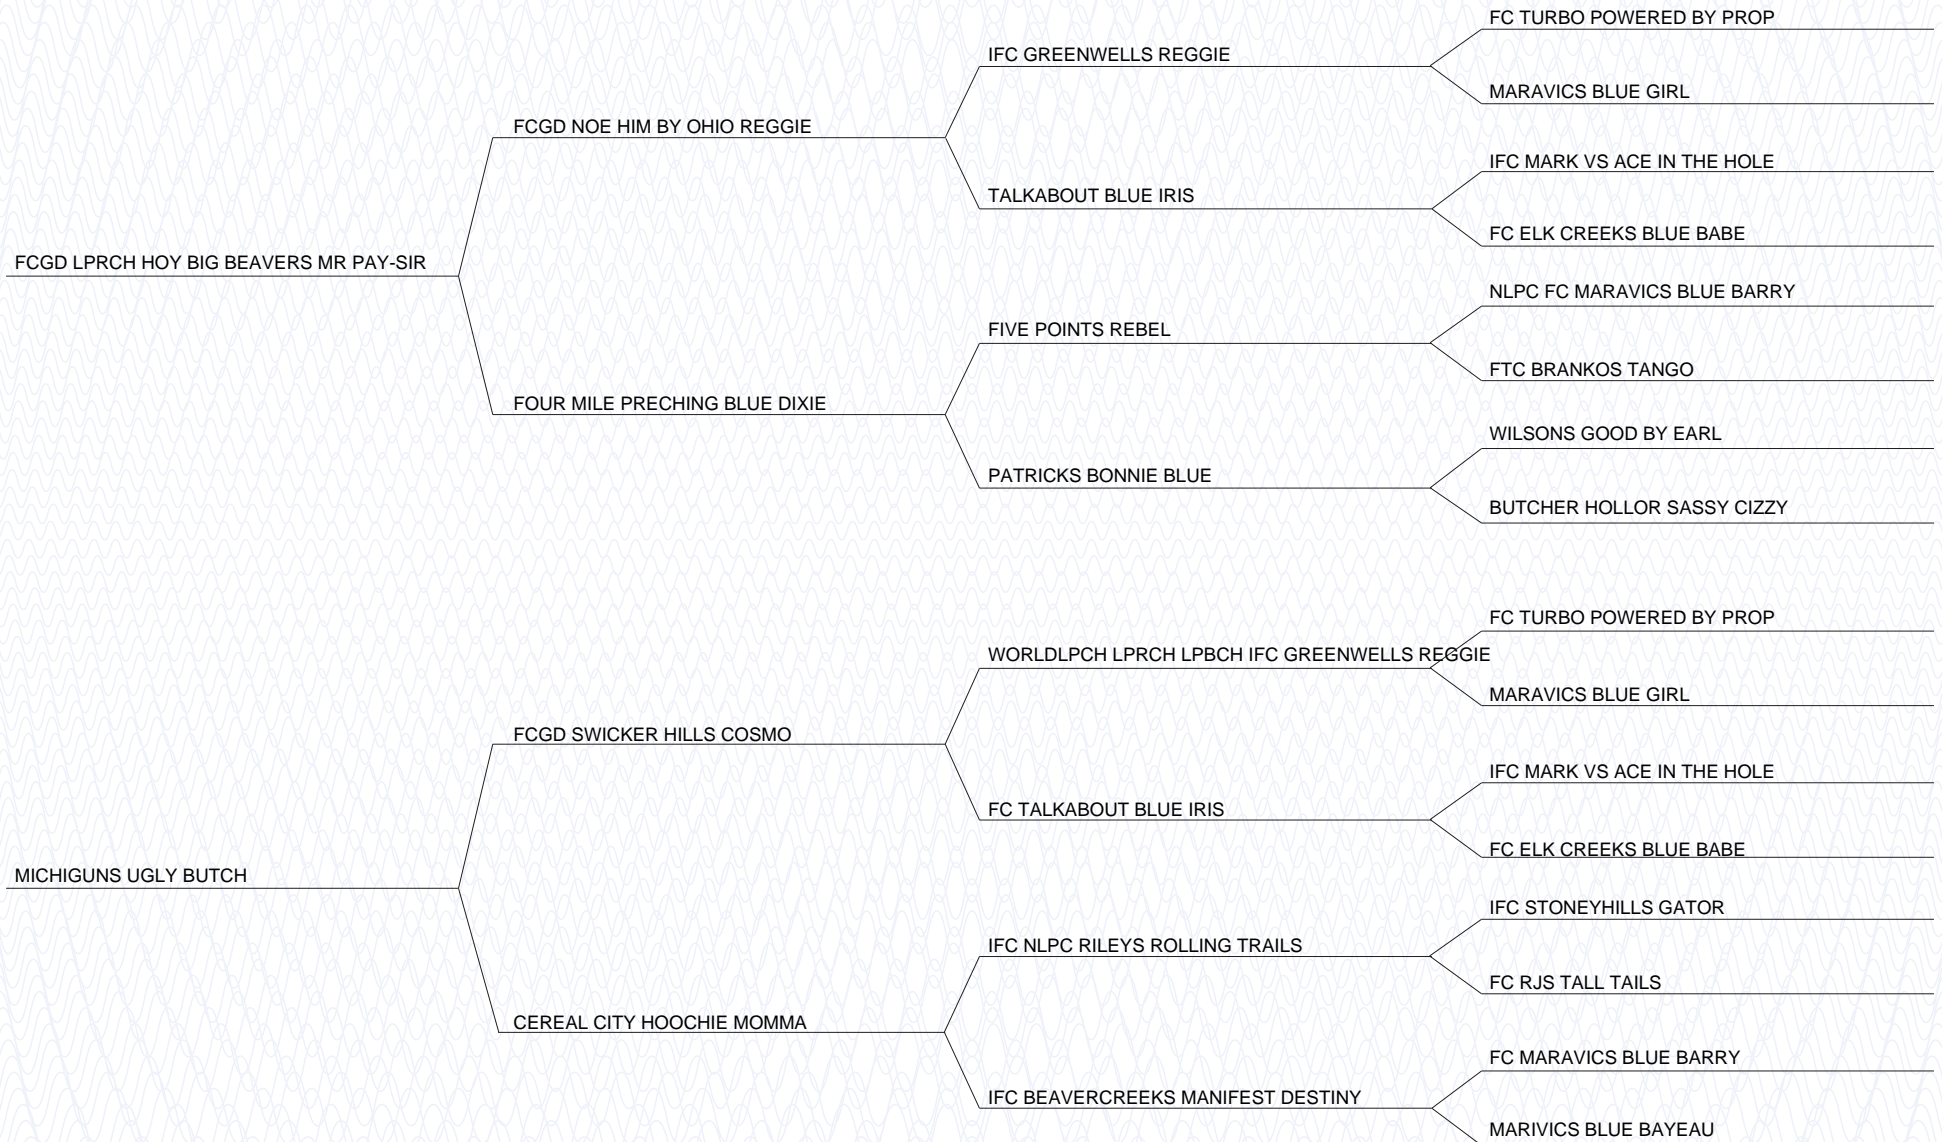 FC TURBO POWERED BY PROP
IFC GREENWELLS REGGIE
MARAVICS BLUE GIRL
FCGD NOE HIM BY OHIO REGGIE
IFC MARK VS ACE IN THE HOLE
TALKABOUT BLUE IRIS
FC ELK CREEKS BLUE BABE
FCGD LPRCH HOY BIG BEAVERS MR PAY-SIR
NLPC FC MARAVICS BLUE BARRY
FIVE POINTS REBEL
FTC BRANKOS TANGO
FOUR MILE PRECHING BLUE DIXIE
WILSONS GOOD BY EARL
PATRICKS BONNIE BLUE
BUTCHER HOLLOR SASSY CIZZY
FC TURBO POWERED BY PROP
WORLDLPCH LPRCH LPBCH IFC GREENWELLS REGGIE
MARAVICS BLUE GIRL
FCGD SWICKER HILLS COSMO
IFC MARK VS ACE IN THE HOLE
FC TALKABOUT BLUE IRIS
FC ELK CREEKS BLUE BABE
MICHIGUNS UGLY BUTCH
IFC STONEYHILLS GATOR
IFC NLPC RILEYS ROLLING TRAILS
FC RJS TALL TAILS
CEREAL CITY HOOCHIE MOMMA
FC MARAVICS BLUE BARRY
IFC BEAVERCREEKS MANIFEST DESTINY
MARIVICS BLUE BAYEAU